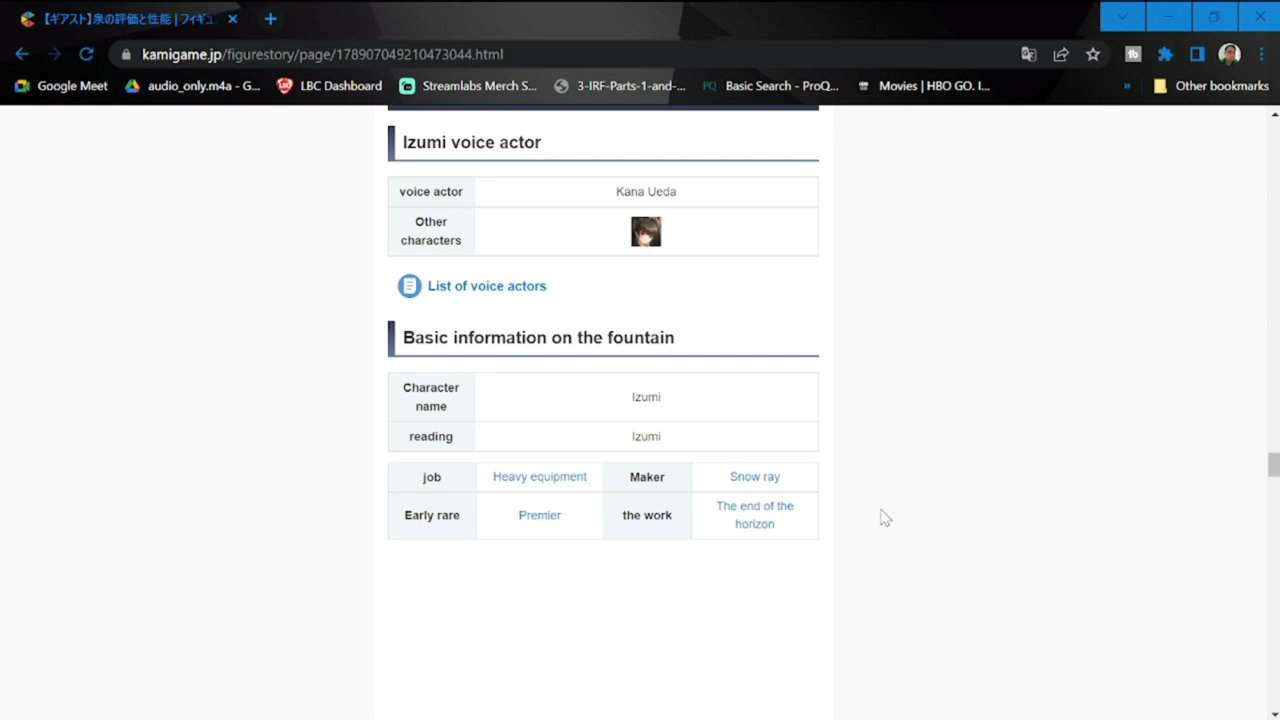 【ギアスト】泉の評価と性能 | フィギュ
kamigame.jp/figurestory/page/178907049210473044.html
Google Meet
audio_only.m4a - G...
LBC Dashboard
Streamlabs Merch S...
3-IRF-Parts-1-and-...
PQ Basic Search - ProQ...
Movies | HBO GO. I...
»
Other bookmarks
Izumi voice actor
voice actor
Kana Ueda
Other
characters
List of voice actors
Basic information on the fountain
Character
name
Izumi
reading
Izumi
job
Heavy equipment
Maker
Snow ray
Early rare
Premier
the work
The end of the
horizon